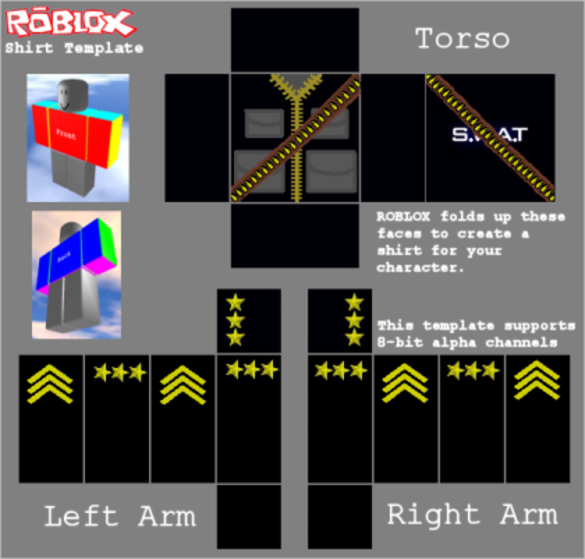 ROBLOX
Shirt Template
Torso
Front
S.W.A.T
Back
ROBLOX folds up these
faces to create a
shirt for your
character.
This template supports
8-bit alpha channels
Left Arm
Right Arm